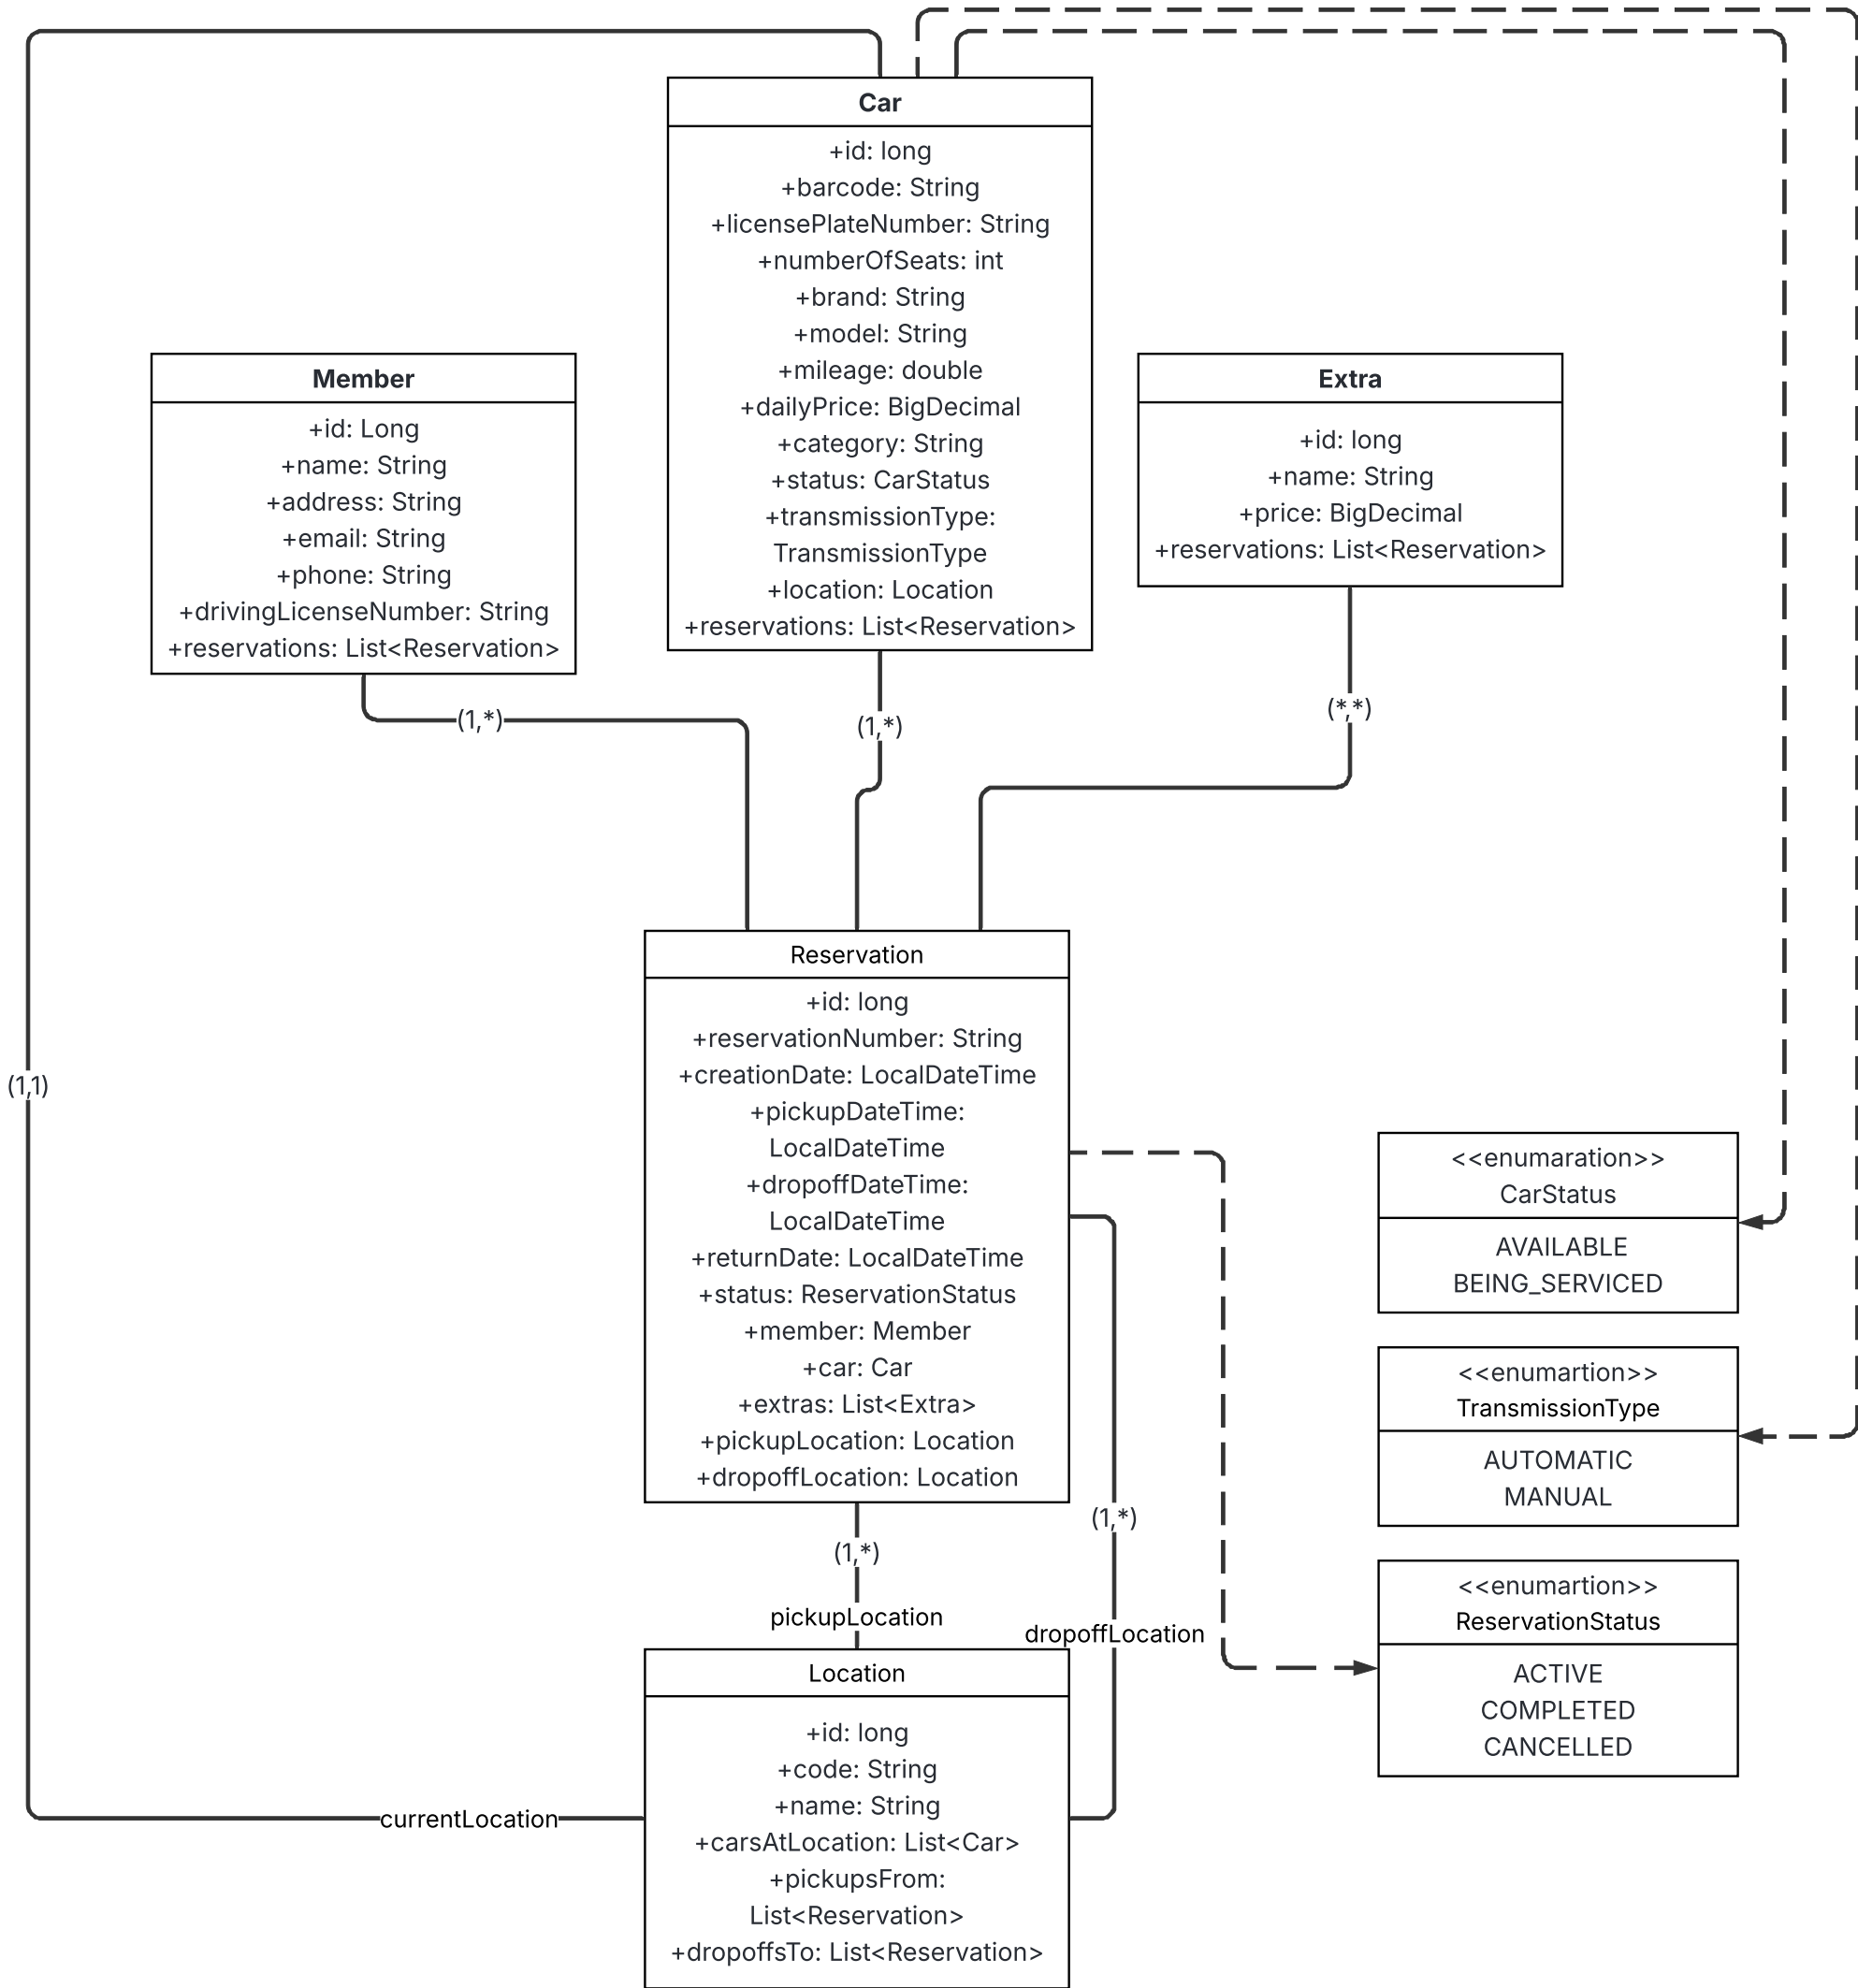 Car
+id: long
+barcode: String
+licensePlateNumber: String
+numberOfSeats: int
+brand: String
+model: String
+mileage: double
+dailyPrice: BigDecimal
+category: String
+status: CarStatus
+transmissionType:
TransmissionType
+location: Location
+reservations: List<Reservation>
Member
+id: Long
+name: String
+address: String
+email: String
+phone: String
+drivingLicenseNumber: String
+reservations: List<Reservation>
Extra
+id: long
+name: String
+price: BigDecimal
+reservations: List<Reservation>
(1,*)
(1,*)
(*,*)
Reservation
+id: long
+reservationNumber: String
+creationDate: LocalDateTime
+pickupDateTime:
LocalDateTime
+dropoffDateTime:
LocalDateTime
+returnDate: LocalDateTime
+status: ReservationStatus
+member: Member
+car: Car
+extras: List<Extra>
+pickupLocation: Location
+dropoffLocation: Location
(1,1)
<<enumaration>>
CarStatus
AVAILABLE
BEING_SERVICED
<<enumartion>>
TransmissionType
AUTOMATIC
MANUAL
<<enumartion>>
ReservationStatus
ACTIVE
COMPLETED
CANCELLED
(1,*)
(1,*)
pickupLocation
dropoffLocation
Location
+id: long
+code: String
+name: String
+carsAtLocation: List<Car>
+pickupsFrom:
List<Reservation>
+dropoffsTo: List<Reservation>
currentLocation